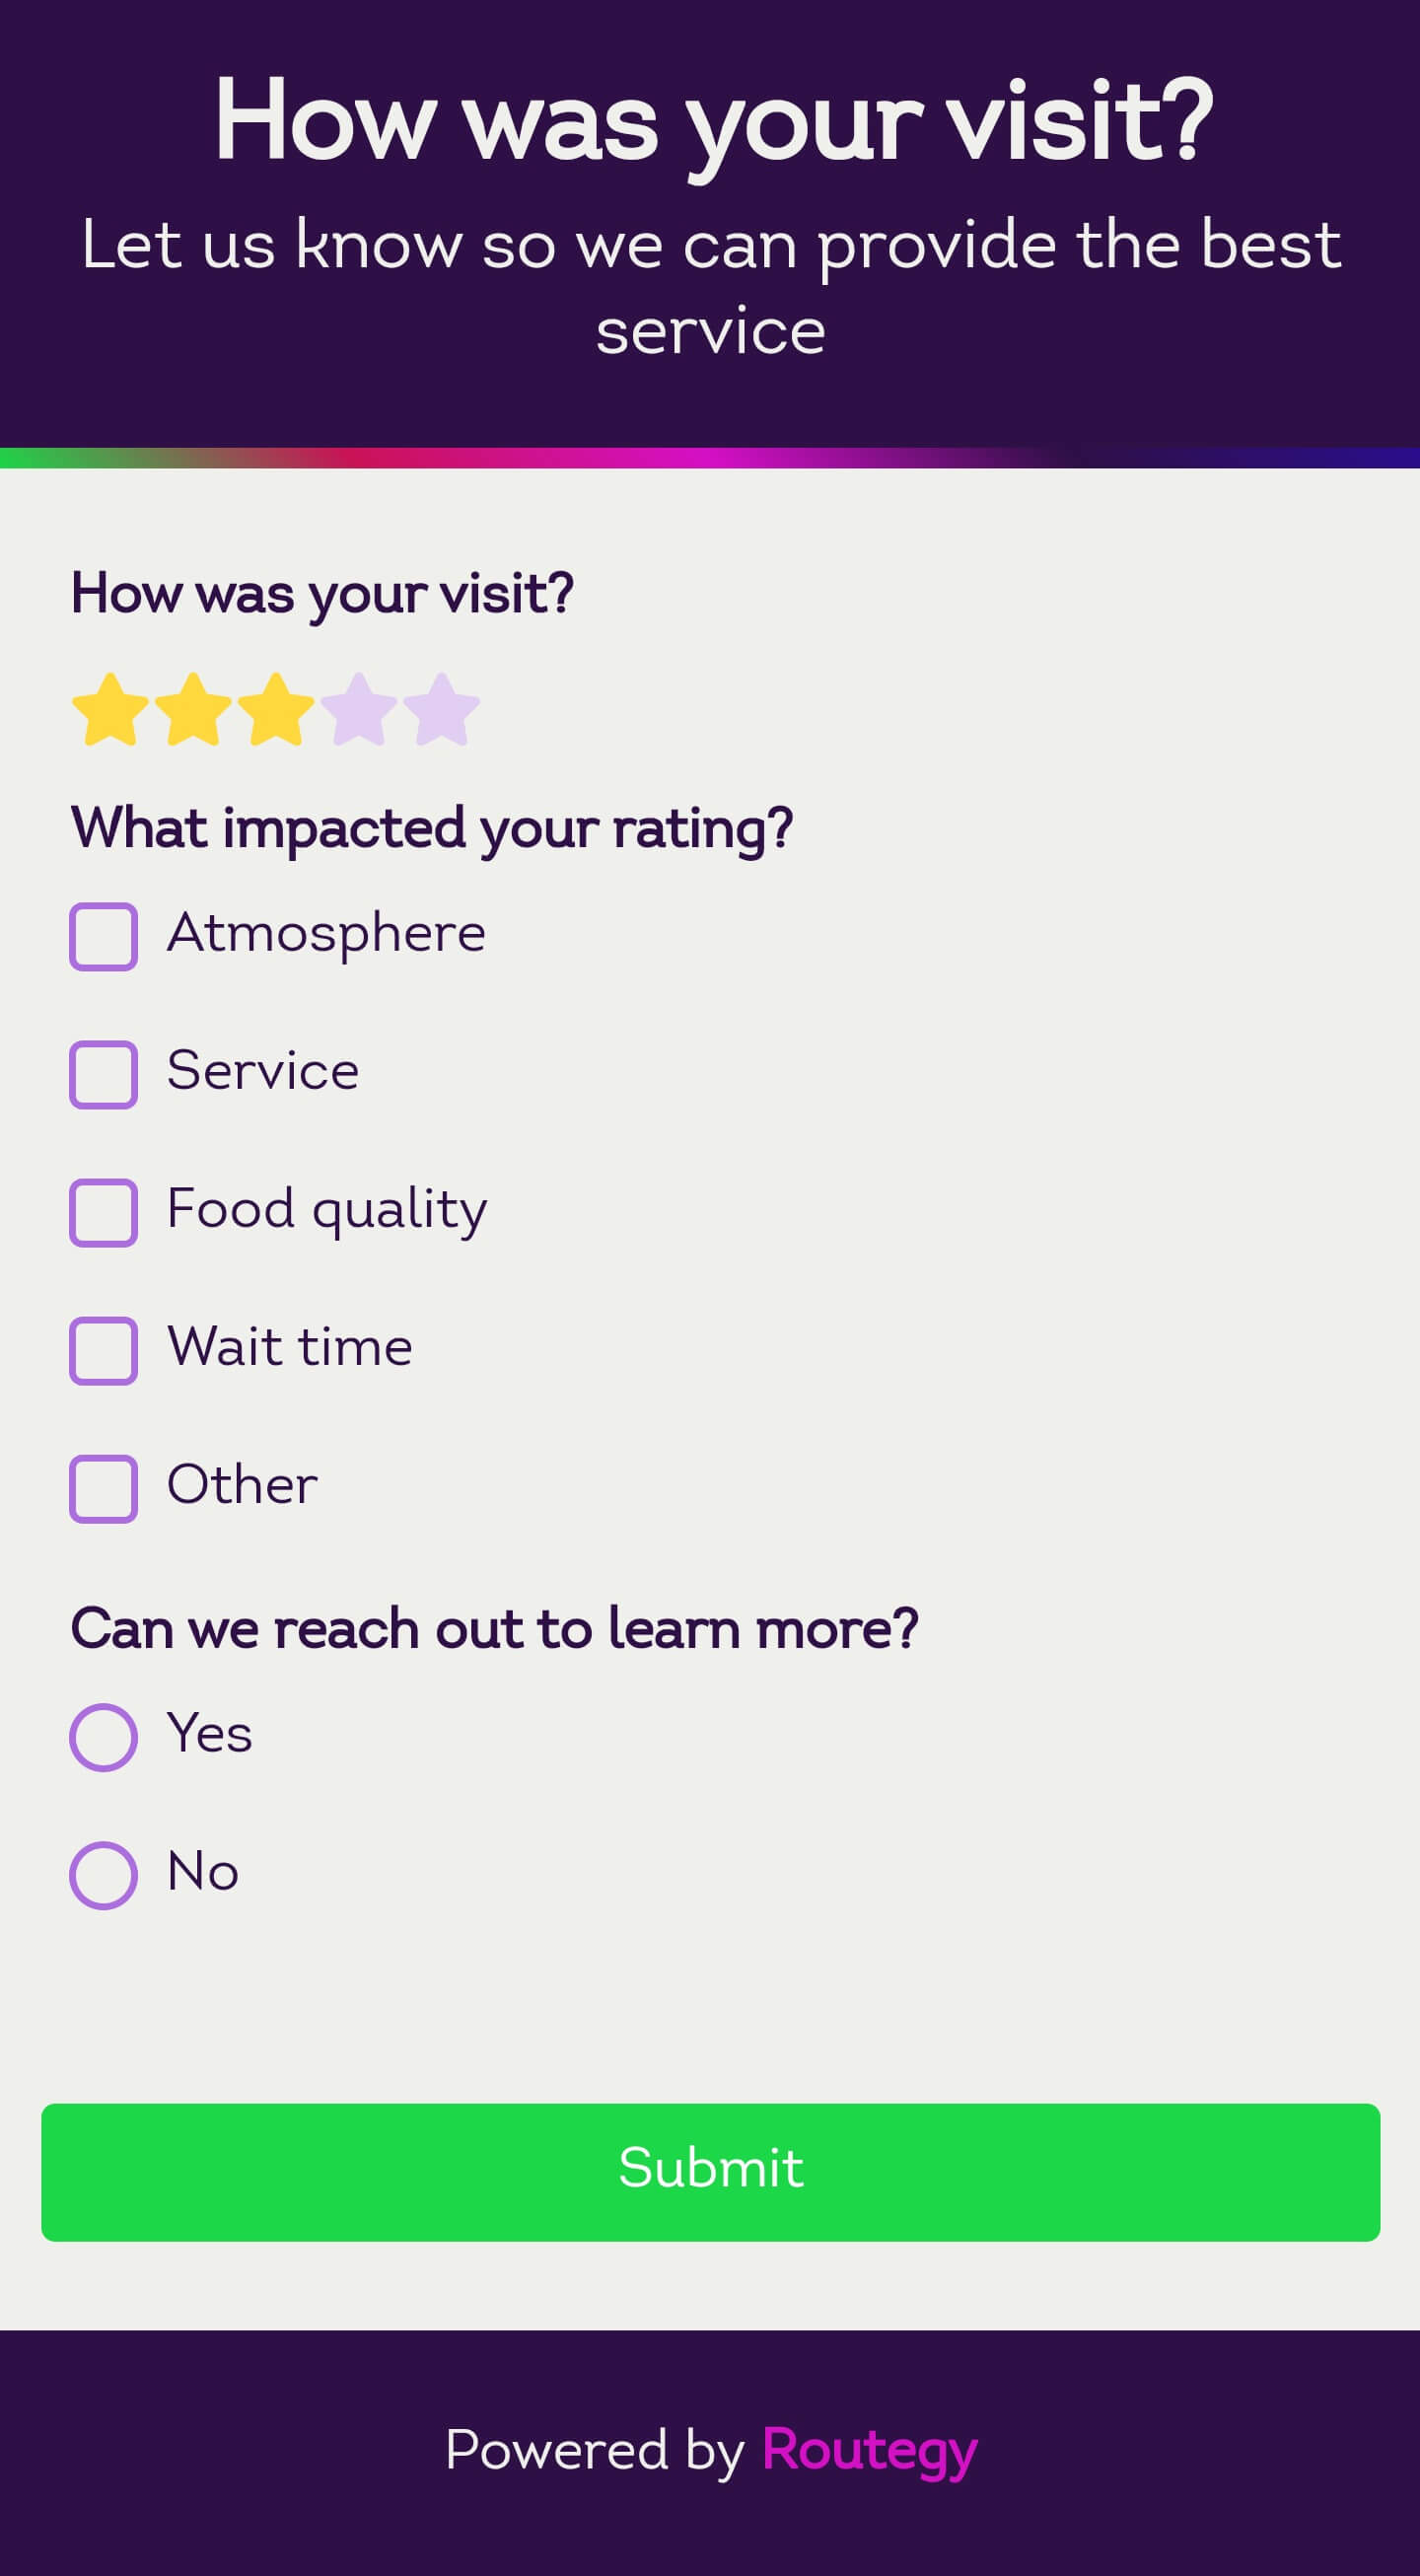 How was your visit?
Let us know so we can provide the best
service
How was your visit?
What impacted your rating?
Atmosphere
Service
Food quality
Wait time
Other
Can we reach out to learn more?
Yes
No
Submit
Powered by Routegy